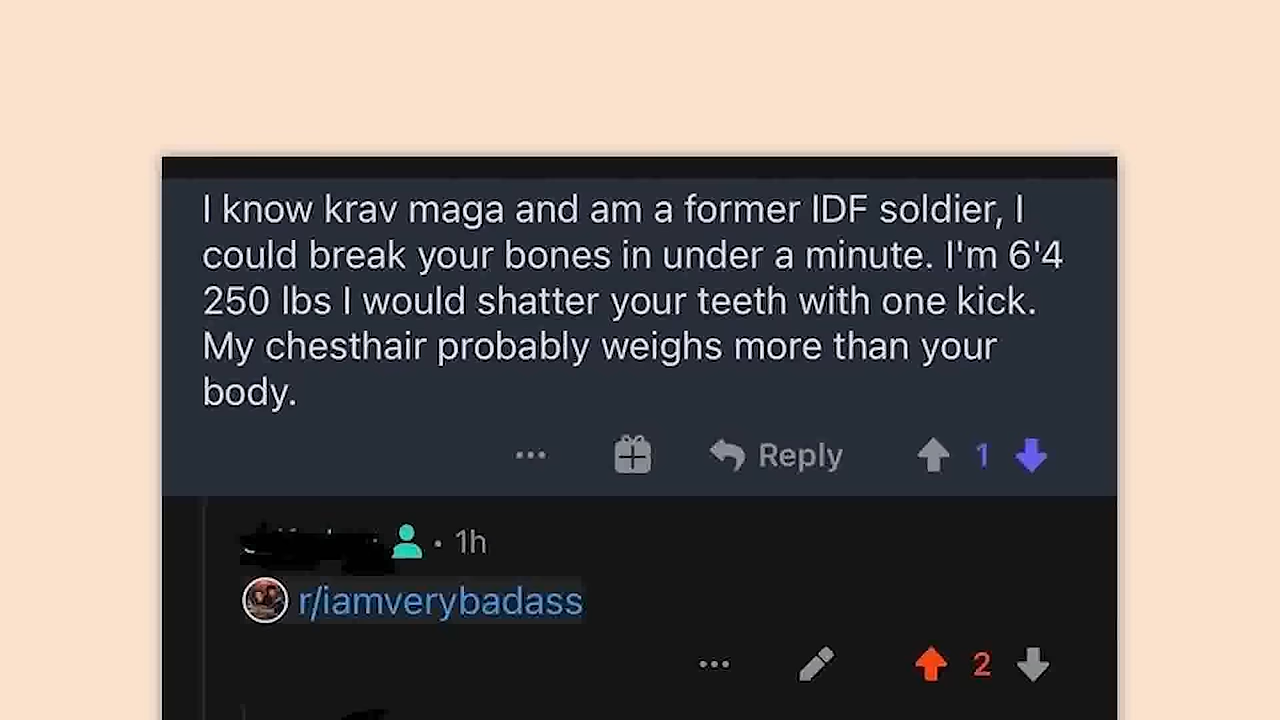 I know krav maga and am a former IDF soldier, I
could break your bones in under a minute. I'm 6'4
250 lbs I would shatter your teeth with one kick.
My chesthair probably weighs more than your
body.
Reply 1
• 1h
r/iamverybadass
2